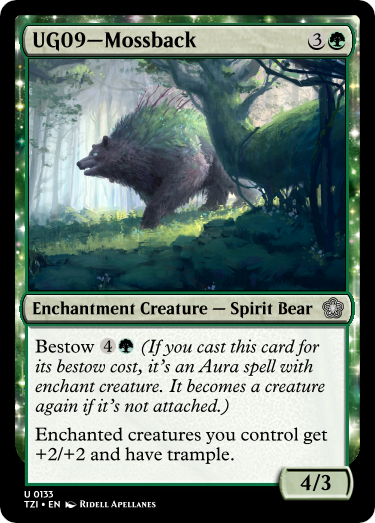 UG09—Mossback 3
Enchantment Creature — Spirit Bear
Bestow 4 (If you cast this card for
its bestow cost, it's an Aura spell with
enchant creature. It becomes a creature
again if it's not attached.)
Enchanted creatures you control get
+2/+2 and have trample.
4/3
U 0133
TZI • EN Ridell Apellanes